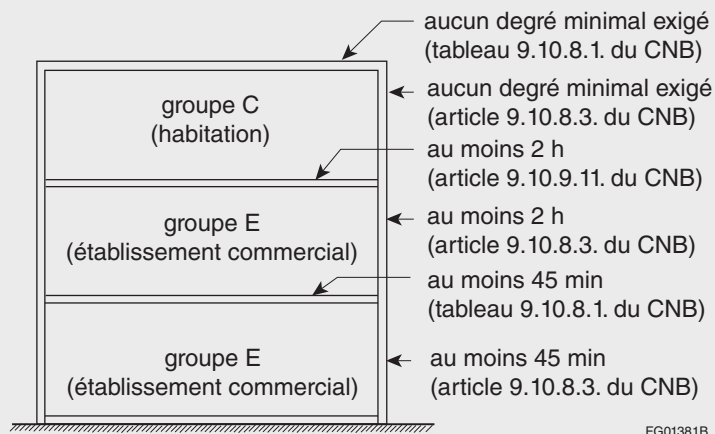 aucun degré minimal exigé
(tableau 9.10.8.1. du CNB)
groupe C
(habitation)
aucun degré minimal exigé
(article 9.10.8.3. du CNB)
au moins 2 h
(article 9.10.9.11. du CNB)
groupe E
(établissement commercial)
au moins 2 h
(article 9.10.8.3. du CNB)
au moins 45 min
(tableau 9.10.8.1. du CNB)
groupe E
(établissement commercial)
au moins 45 min
(article 9.10.8.3. du CNB)
EG01381B